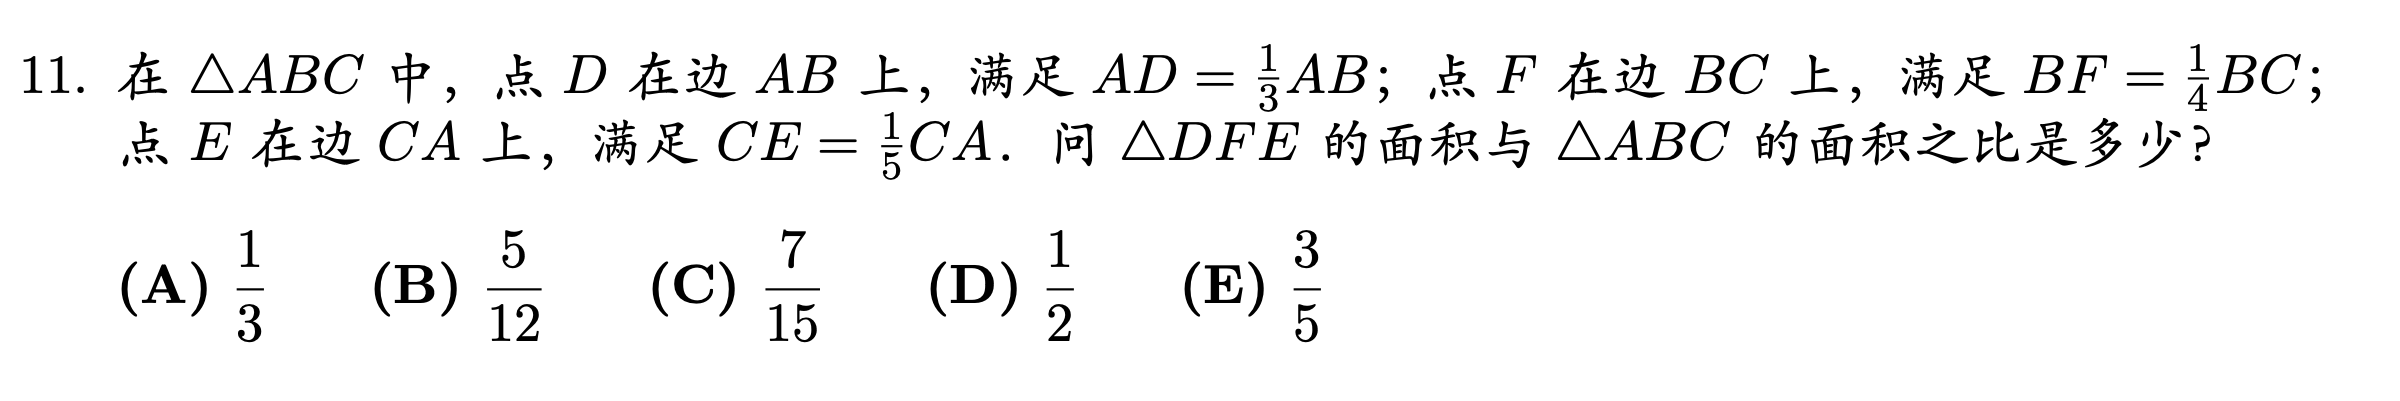 11. 在 △ABC 中，点 D 在边 AB 上，满足 AD = 1/3 AB；点 F 在边 BC 上，满足 BF = 1/4 BC；
点 E 在边 CA 上，满足 CE = 1/5 CA．问 △DFE 的面积与 △ABC 的面积之比是多少？
(A) 1/3 (B) 5/12 (C) 7/15 (D) 1/2 (E) 3/5